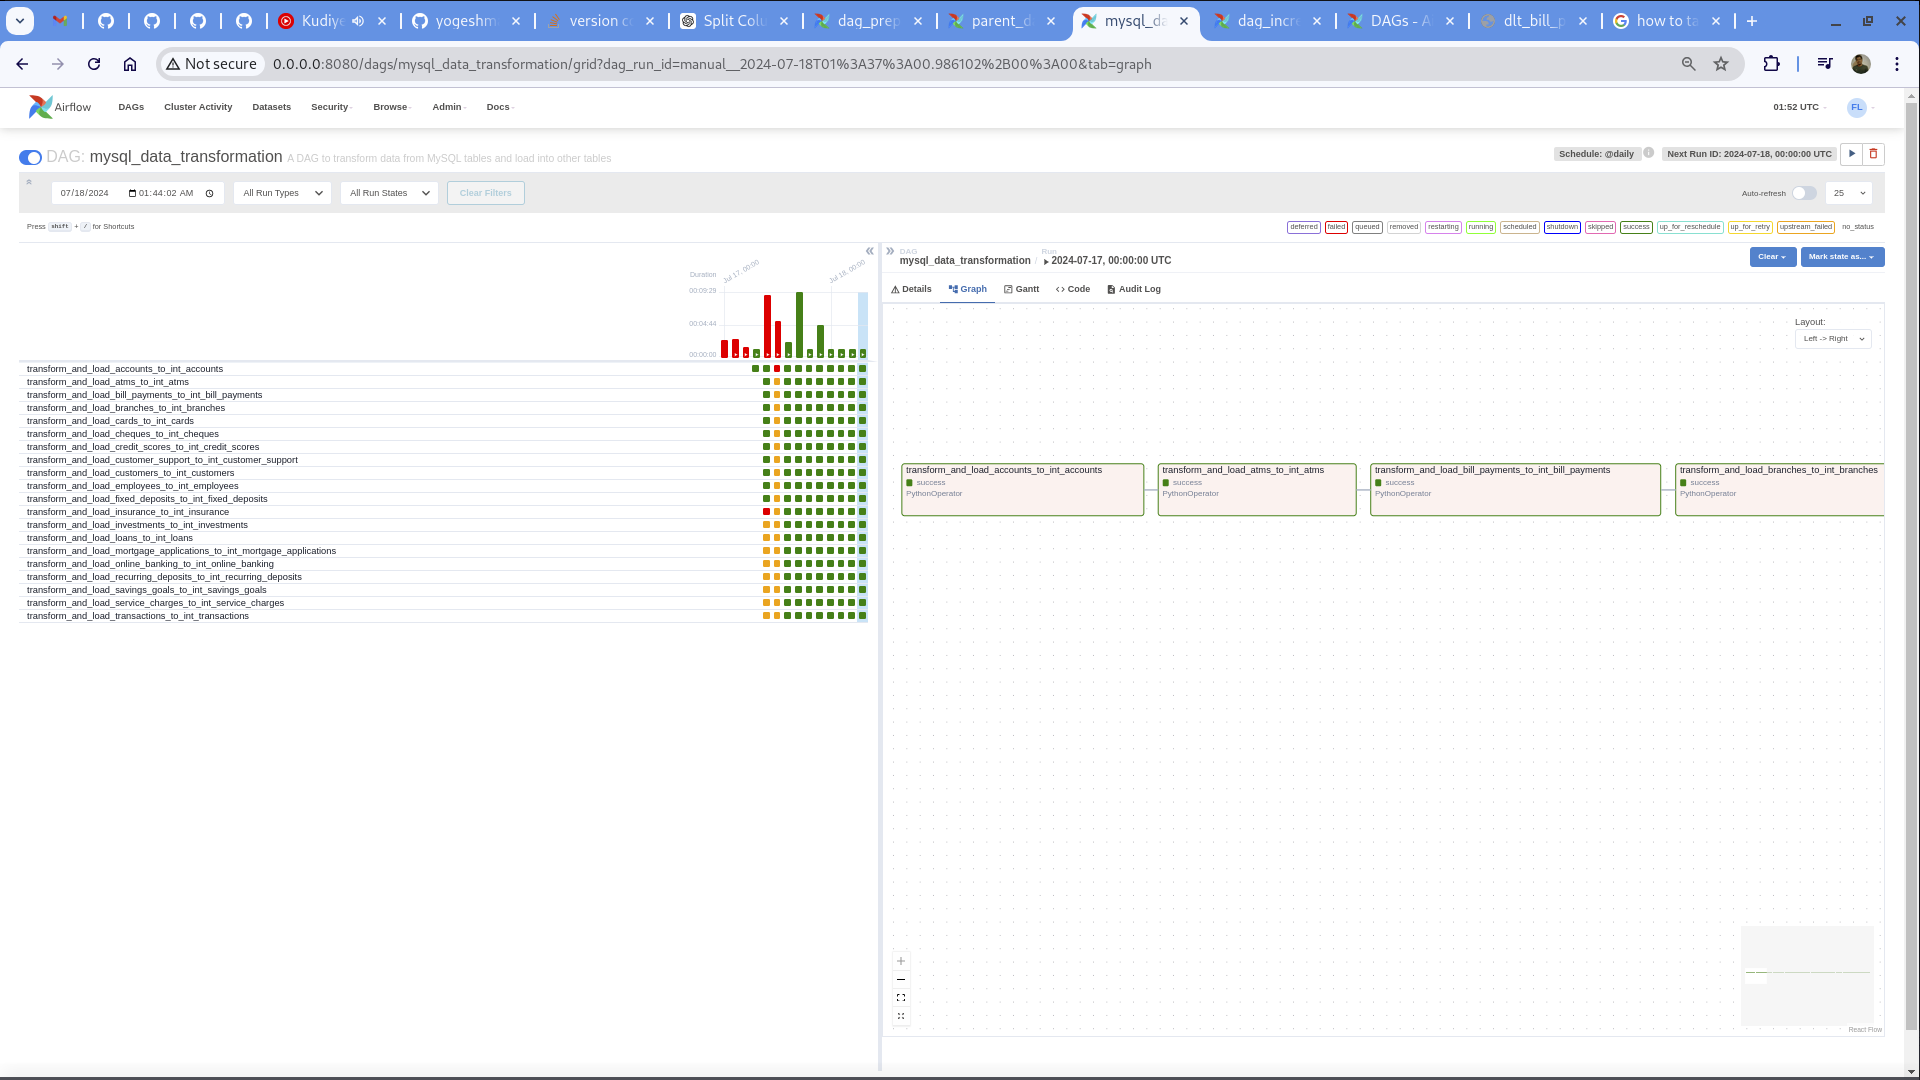 Kudiye
yogeshm
version c
Split Colu
dag_prep
parent_d
mysql_da
dag_incr
DAGs - A
dlt_bill_p
how to ta
Not secure
0.0.0.0:8080/dags/mysql_data_transformation/grid?dag_run_id=manual__2024-07-18T01%3A37%3A00.986102%2B00%3A00&tab=graph
Airflow DAGs Cluster Activity Datasets Security Browse Admin Docs 01:52 UTC FL
DAG: mysql_data_transformation A DAG to transform data from MySQL tables and load into other tables
Schedule: @daily Next Run ID: 2024-07-18, 00:00:00 UTC
07/18/2024 01:44:02 AM All Run Types All Run States Clear Filters Auto-refresh 25
Press shift + / for Shortcuts
deferred failed queued removed restarting running scheduled shutdown skipped success up_for_reschedule up_for_retry upstream_failed no_status
Duration
Jul 17, 00:00
Jul 18, 00:00
00:09:29
00:04:44
00:00:00
transform_and_load_accounts_to_int_accounts
transform_and_load_atms_to_int_atms
transform_and_load_bill_payments_to_int_bill_payments
transform_and_load_branches_to_int_branches
transform_and_load_cards_to_int_cards
transform_and_load_cheques_to_int_cheques
transform_and_load_credit_scores_to_int_credit_scores
transform_and_load_customer_support_to_int_customer_support
transform_and_load_customers_to_int_customers
transform_and_load_employees_to_int_employees
transform_and_load_fixed_deposits_to_int_fixed_deposits
transform_and_load_insurance_to_int_insurance
transform_and_load_investments_to_int_investments
transform_and_load_loans_to_int_loans
transform_and_load_mortgage_applications_to_int_mortgage_applications
transform_and_load_online_banking_to_int_online_banking
transform_and_load_recurring_deposits_to_int_recurring_deposits
transform_and_load_savings_goals_to_int_savings_goals
transform_and_load_service_charges_to_int_service_charges
transform_and_load_transactions_to_int_transactions
DAG Run
mysql_data_transformation / 2024-07-17, 00:00:00 UTC
Clear Mark state as...
Details Graph Gantt Code Audit Log
Layout:
Left -> Right
transform_and_load_accounts_to_int_accounts
success
PythonOperator
transform_and_load_atms_to_int_atms
success
PythonOperator
transform_and_load_bill_payments_to_int_bill_payments
success
PythonOperator
transform_and_load_branches_to_int_branches
success
PythonOperator
React Flow